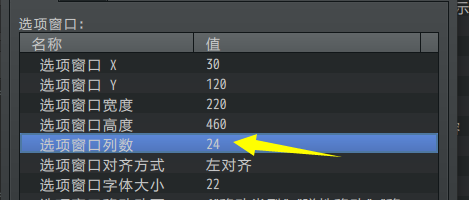 选项窗口:
名称 值
选项窗口 X 30
选项窗口 Y 120
选项窗口宽度 220
选项窗口高度 460
选项窗口列数 24
选项窗口对齐方式 左对齐
选项窗口字体大小 22